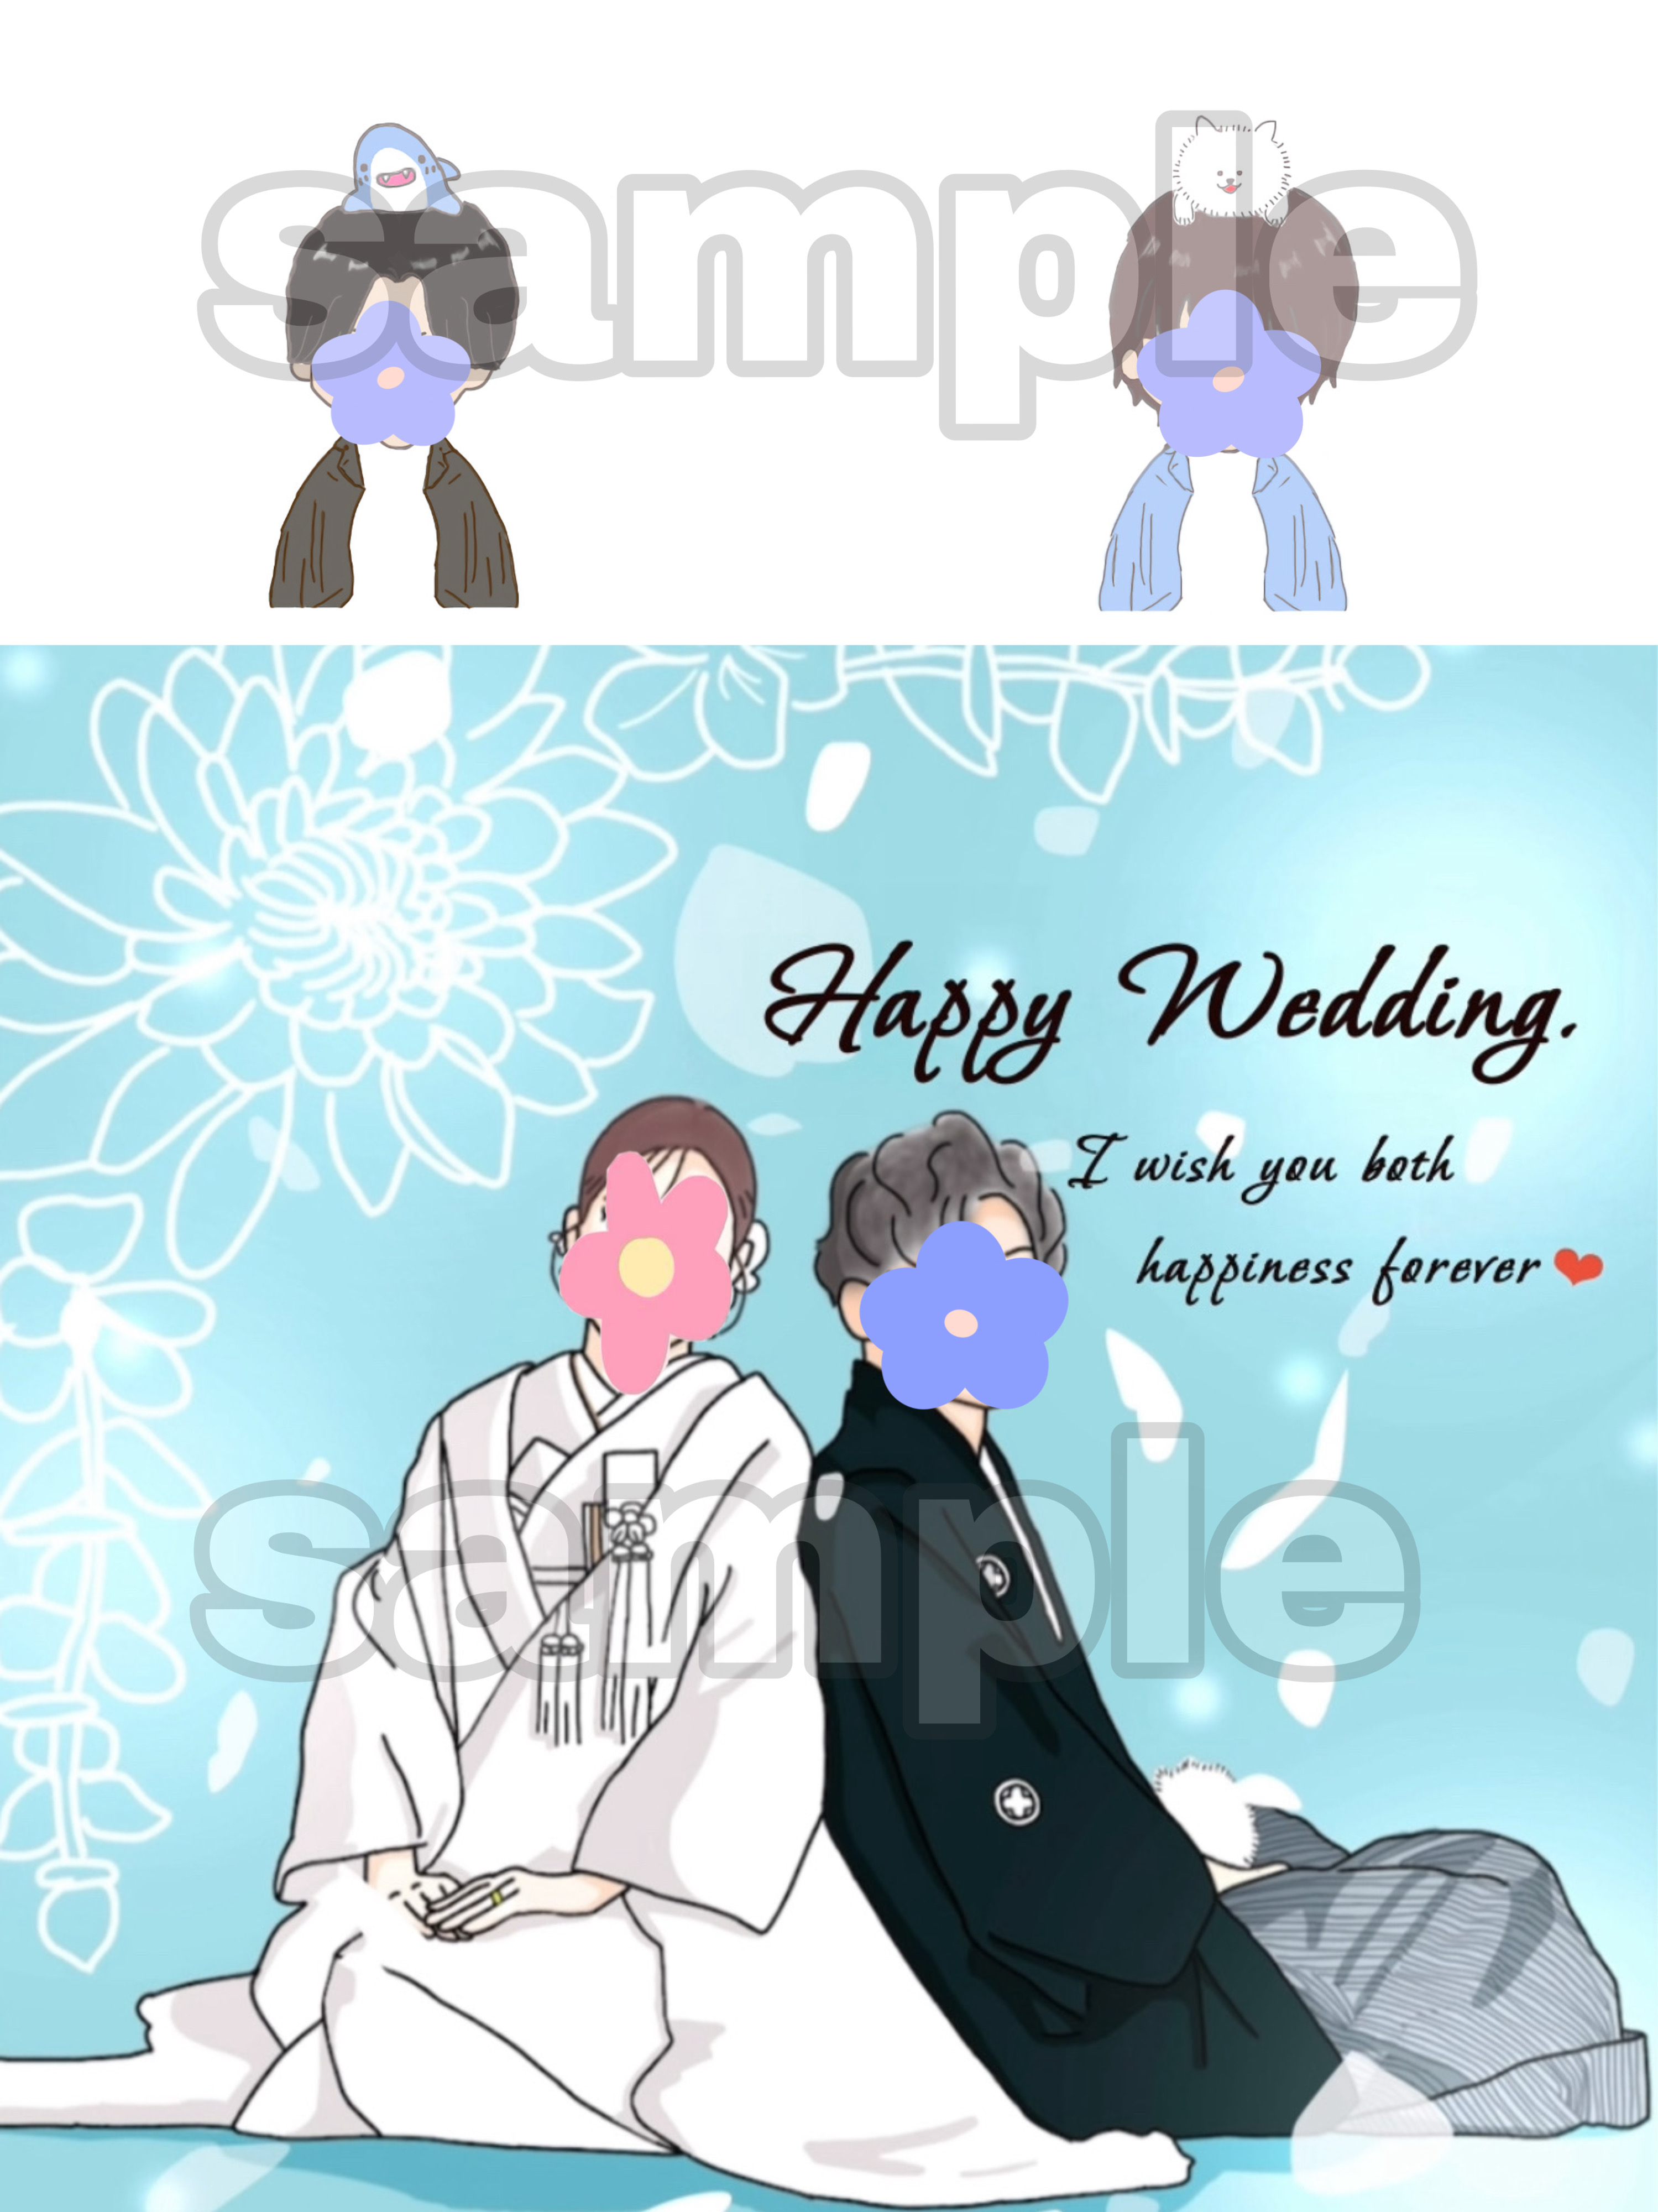 sample
Happy Wedding.
I wish you both
happiness forever❤
sample